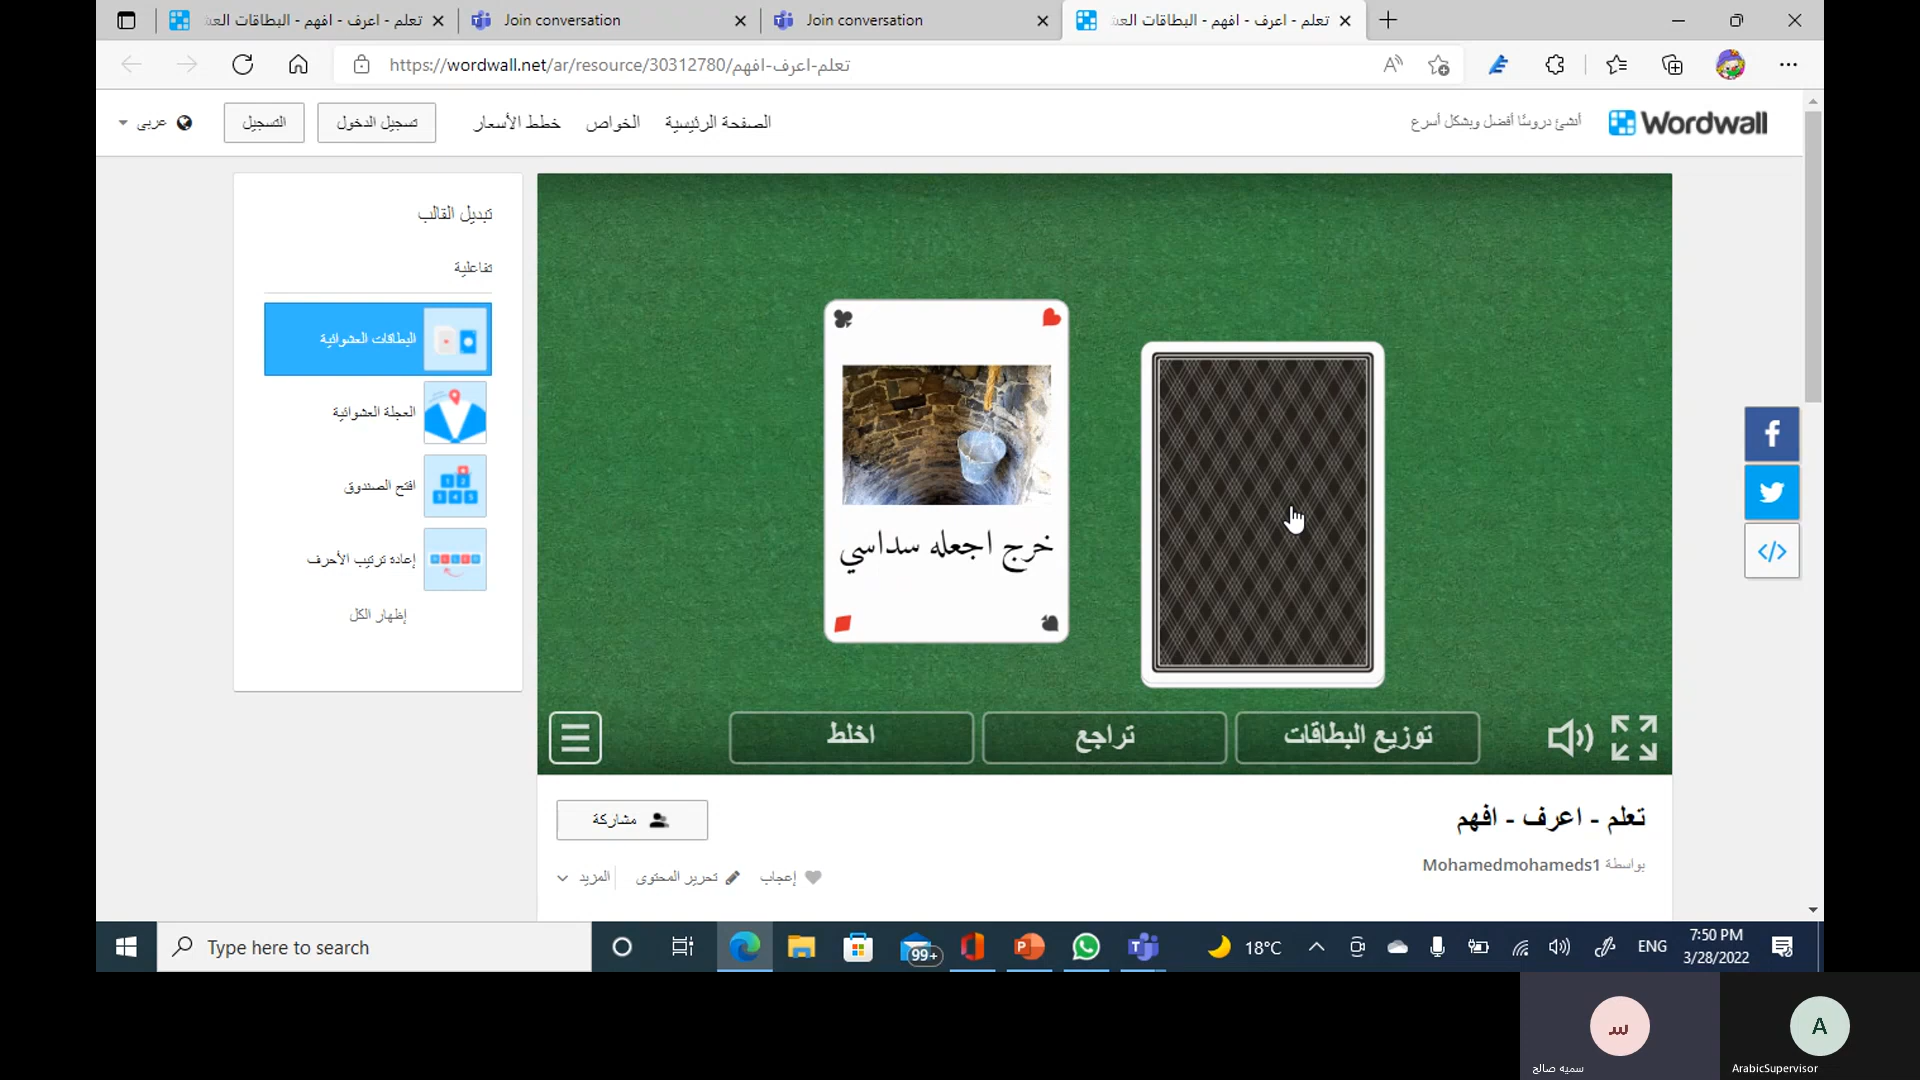 تعلم - اعرف - افهم - البطاقات العش
Join conversation
Join conversation
تعلم - اعرف - افهم - البطاقات العش
https://wordwall.net/ar/resource/30312780/تعلم-اعرف-افهم
Wordwall
أنشئ دروسًا أفضل وبشكل أسرع
الصفحة الرئيسية
الخواص
خطط الأسعار
تسجيل الدخول
التسجيل
عربى
تبديل القالب
تفاعلية
البطاقات العشوائية
العجلة العشوائية
افتح الصندوق
إعادة ترتيب الأحرف
إظهار الكل
خرج اجعله سداسي
توزيع البطاقات
تراجع
اخلط
تعلم - اعرف - افهم
بواسطة Mohamedmohameds1
مشاركة
إعجاب
تحرير المحتوى
المزيد
Type here to search
99+
18°C
ENG
7:50 PM
3/28/2022
س
سميه صالح
A
ArabicSupervisor